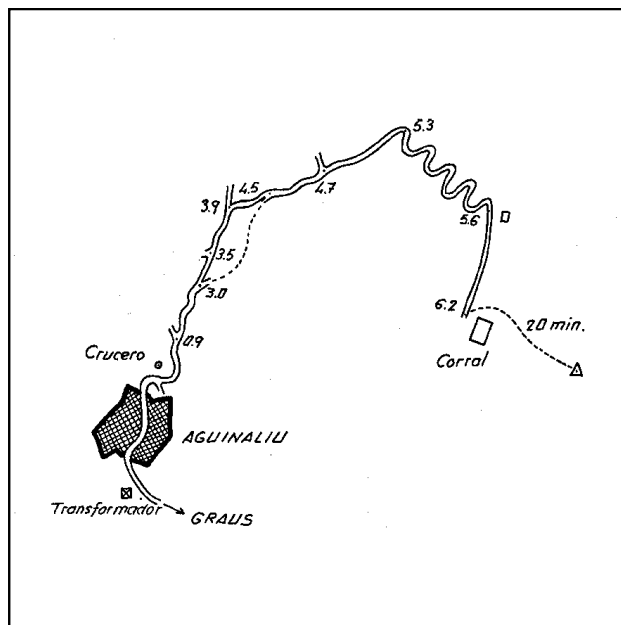 5.3
4.5
4.7
3.9
5.6
3.5
3.0
6.2
20 min.
0.9
Crucero
Corral
AGUINALIU
Transformador
GRAUS